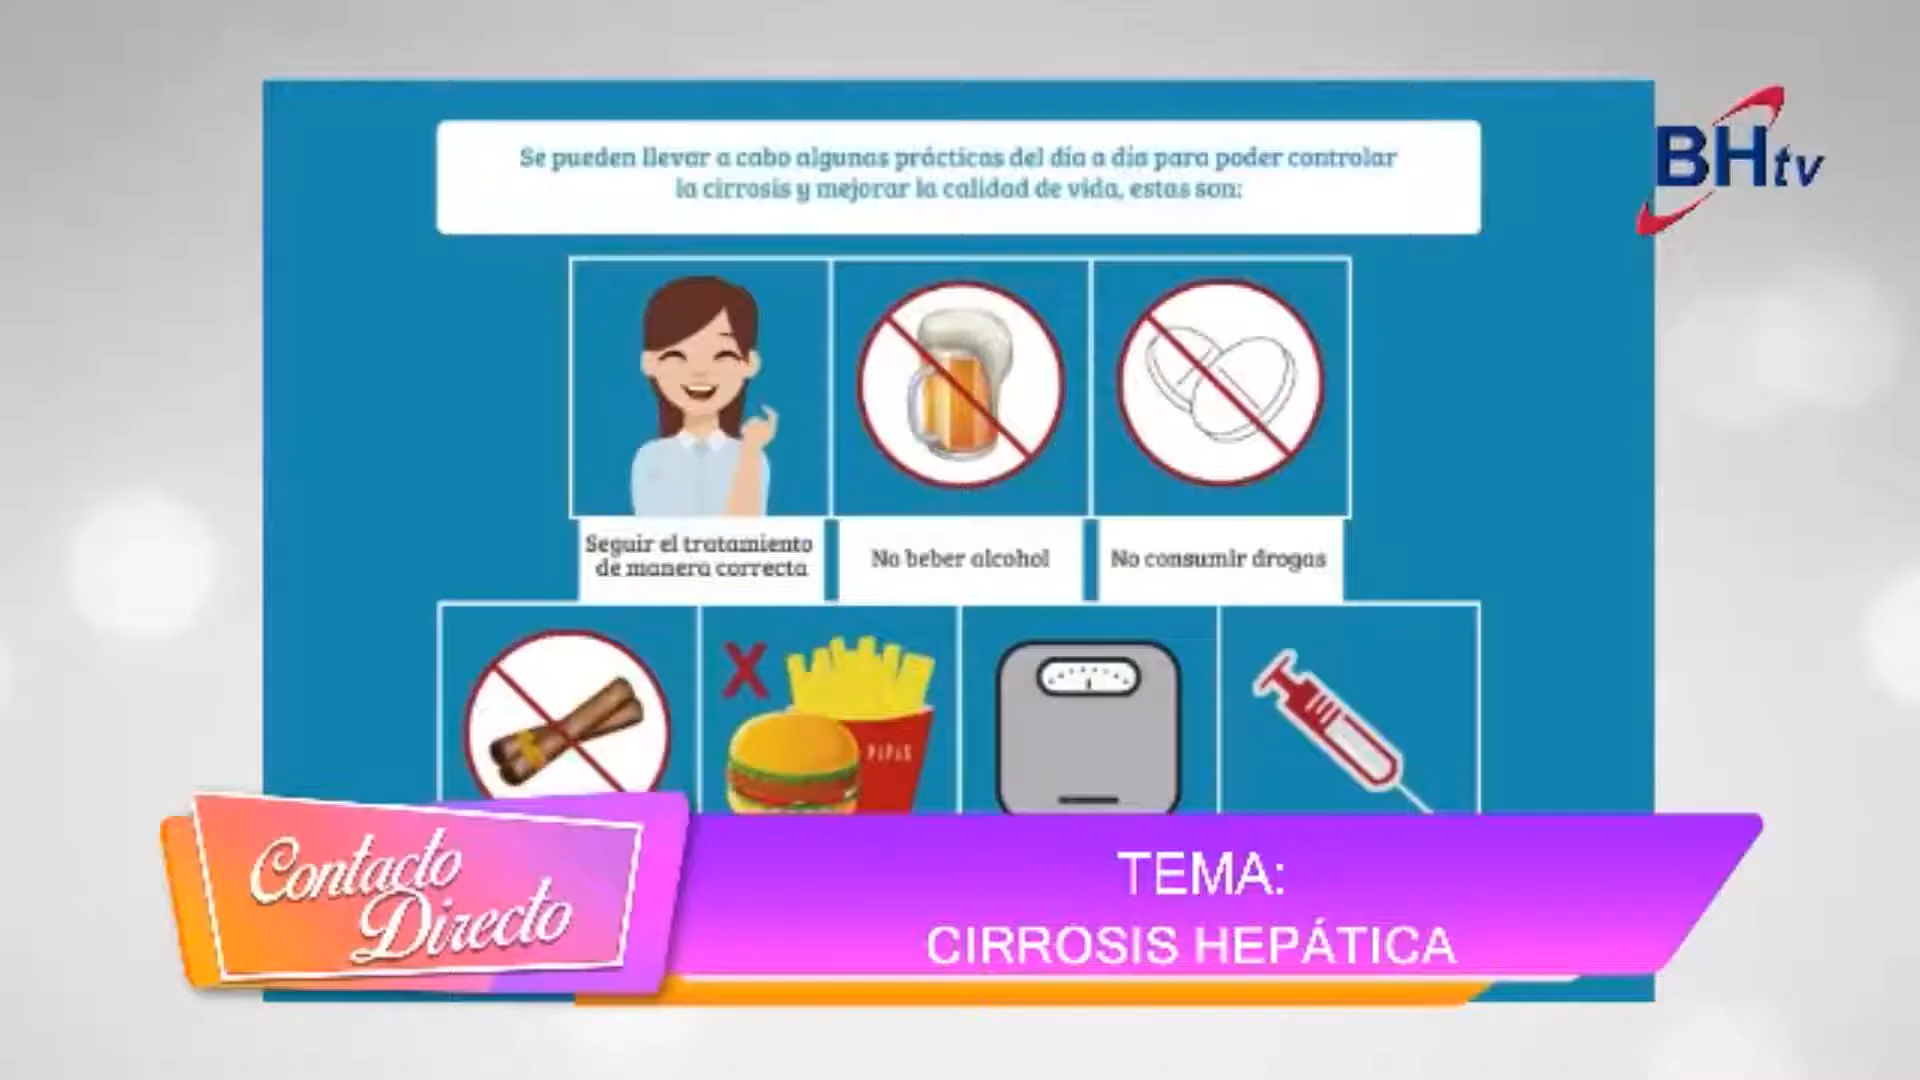 Se pueden llevar a cabo algunas prácticas del día a día para poder controlar
la cirrosis y mejorar la calidad de vida, estas son:
BHtv
Seguir el tratamiento
de manera correcta
No beber alcohol
No consumir drogas
Contacto
Directo
TEMA:
CIRROSIS HEPÁTICA